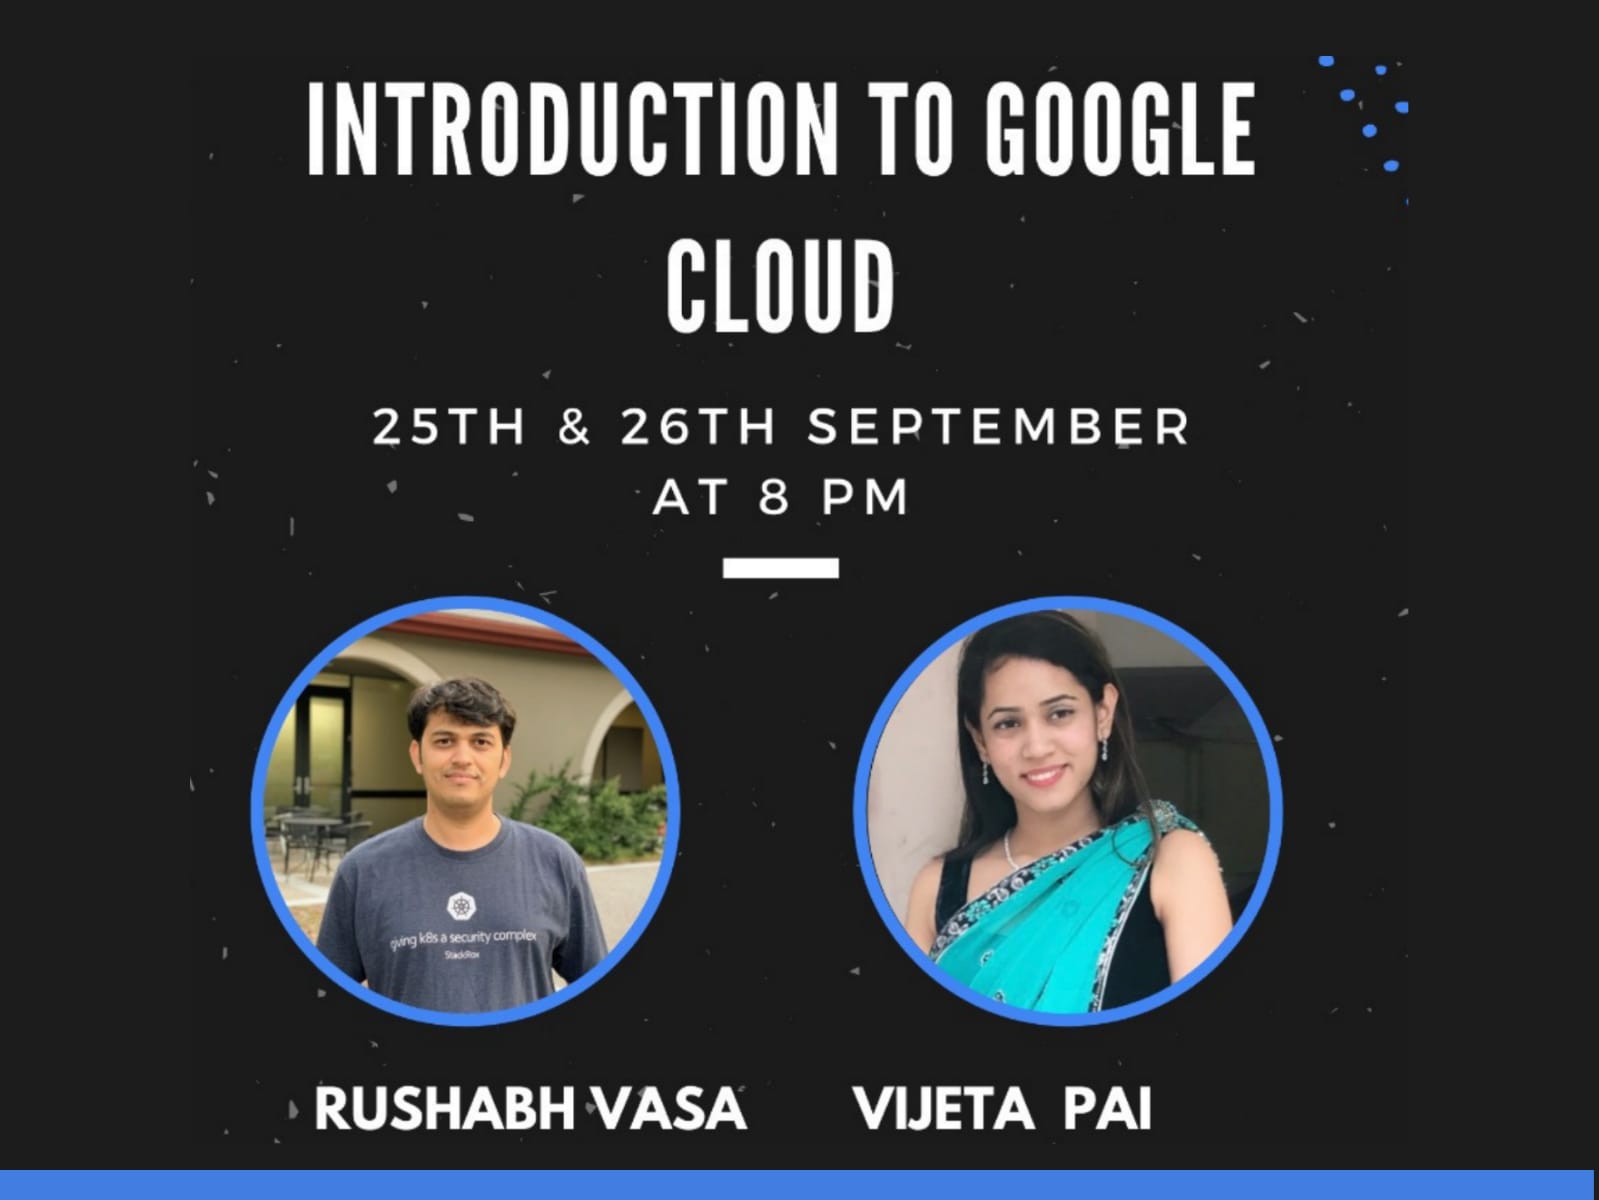 INTRODUCTION TO GOOGLE
CLOUD
25TH & 26TH SEPTEMBER
AT 8 PM
giving k8s a security complex
StackRox
RUSHABH VASA
VIJETA PAI